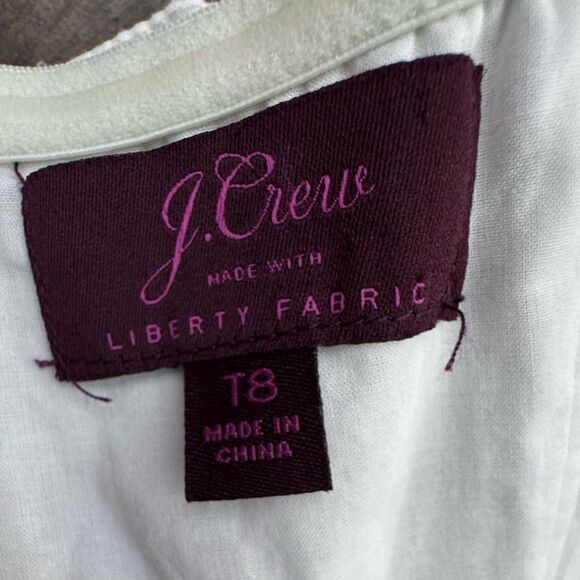 J.Crew
MADE WITH
LIBERTY FABRIC
T8
MADE IN
CHINA